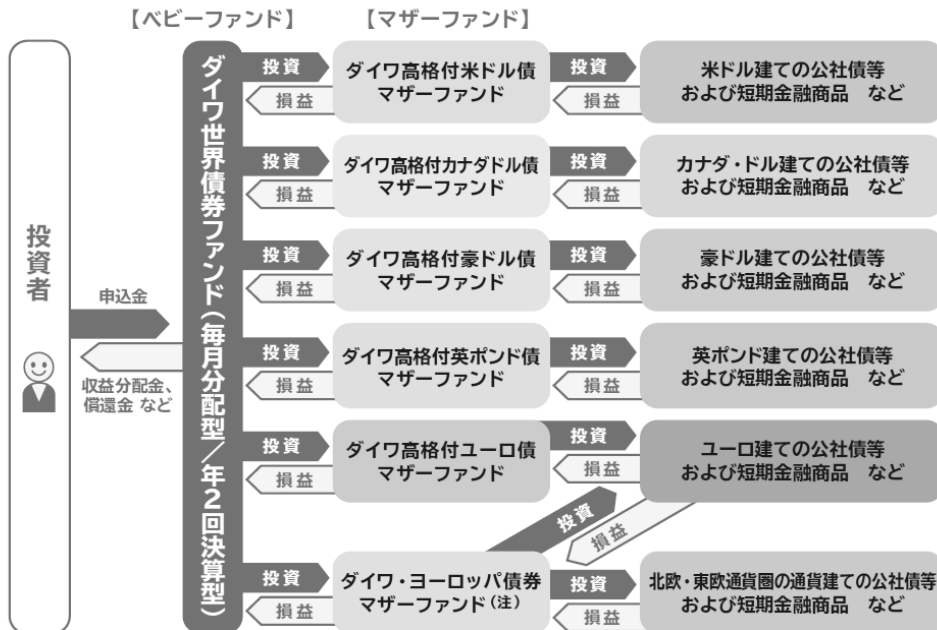 【ベビーファンド】
【マザーファンド】
投資者
申込金
収益分配金、
償還金 など
ダイワ世界債券ファンド(毎月分配型/年2回決算型)
投資
損益
ダイワ高格付米ドル債
マザーファンド
投資
損益
米ドル建ての公社債等
および短期金融商品 など
投資
損益
ダイワ高格付カナダドル債
マザーファンド
投資
損益
カナダ・ドル建ての公社債等
および短期金融商品 など
投資
損益
ダイワ高格付豪ドル債
マザーファンド
投資
損益
豪ドル建ての公社債等
および短期金融商品 など
投資
損益
ダイワ高格付英ポンド債
マザーファンド
投資
損益
英ポンド建ての公社債等
および短期金融商品 など
投資
損益
ダイワ高格付ユーロ債
マザーファンド
投資
損益
ユーロ建ての公社債等
および短期金融商品 など
投資
損益
投資
損益
ダイワ・ヨーロッパ債券
マザーファンド(注)
投資
損益
北欧・東欧通貨圏の通貨建ての公社債等
および短期金融商品 など